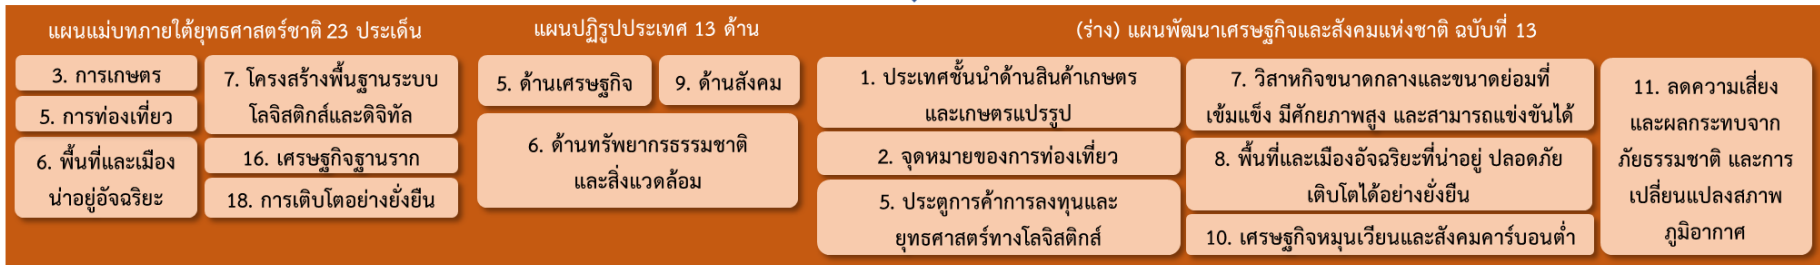 แผนแม่บทภายใต้ยุทธศาสตร์ชาติ 23 ประเด็น
3. การเกษตร
5. การท่องเที่ยว
6. พื้นที่และเมือง
น่าอยู่อัจฉริยะ
7. โครงสร้างพื้นฐานระบบ
โลจิสติกส์และดิจิทัล
16. เศรษฐกิจฐานราก
18. การเติบโตอย่างยั่งยืน
แผนปฏิรูปประเทศ 13 ด้าน
5. ด้านเศรษฐกิจ
9. ด้านสังคม
6. ด้านทรัพยากรธรรมชาติ
และสิ่งแวดล้อม
(ร่าง) แผนพัฒนาเศรษฐกิจและสังคมแห่งชาติ ฉบับที่ 13
1. ประเทศชั้นนำด้านสินค้าเกษตร
และเกษตรแปรรูป
2. จุดหมายของการท่องเที่ยว
5. ประตูการค้าการลงทุนและ
ยุทธศาสตร์ทางโลจิสติกส์
7. วิสาหกิจขนาดกลางและขนาดย่อมที่
เข้มแข็ง มีศักยภาพสูง และสามารถแข่งขันได้
8. พื้นที่และเมืองอัจฉริยะที่น่าอยู่ ปลอดภัย
เติบโตได้อย่างยั่งยืน
10. เศรษฐกิจหมุนเวียนและสังคมคาร์บอนต่ำ
11. ลดความเสี่ยง
และผลกระทบจาก
ภัยธรรมชาติ และการ
เปลี่ยนแปลงสภาพ
ภูมิอากาศ